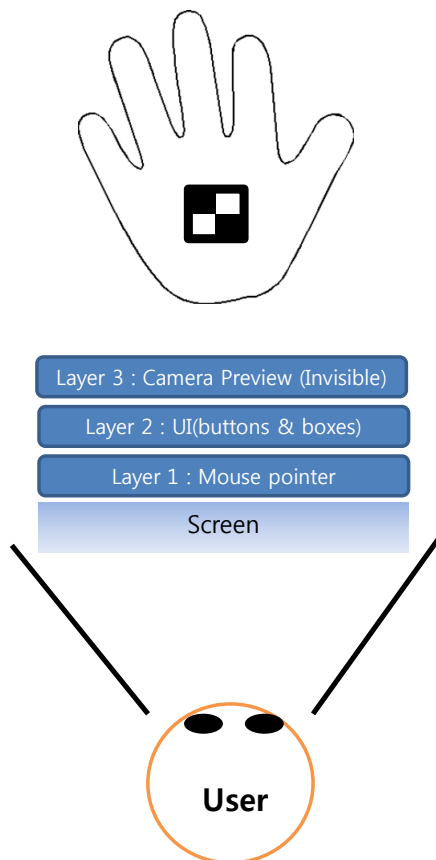 Layer 3 : Camera Preview (Invisible)
Layer 2 : UI(buttons & boxes)
Layer 1 : Mouse pointer
Screen
User